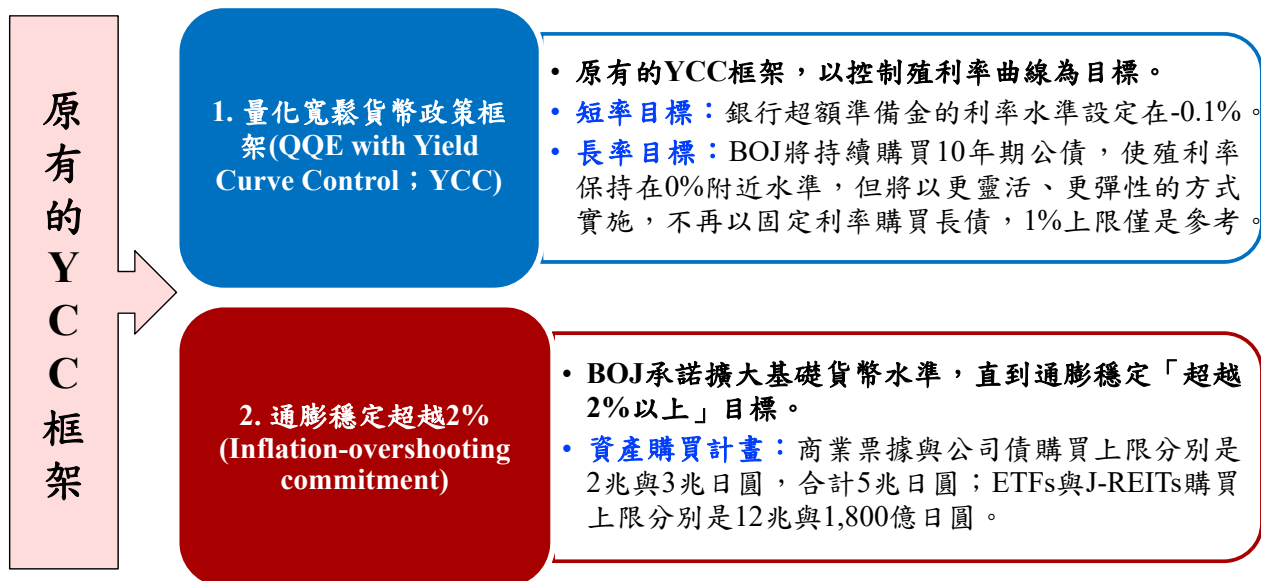 原有的YCC框架
1. 量化寬鬆貨幣政策框
架(QQE with Yield
Curve Control；YCC)
• 原有的YCC框架，以控制殖利率曲線為目標。
• 短率目標：銀行超額準備金的利率水準設定在-0.1%。
• 長率目標：BOJ將持續購買10年期公債，使殖利率
保持在0%附近水準，但將以更靈活、更彈性的方式
實施，不再以固定利率購買長債，1%上限僅是參考。
2. 通膨穩定超越2%
(Inflation-overshooting
commitment)
• BOJ承諾擴大基礎貨幣水準，直到通膨穩定「超越
2%以上」目標。
• 資產購買計畫：商業票據與公司債購買上限分別是
2兆與3兆日圓，合計5兆日圓；ETFs與J-REITs購買
上限分別是12兆與1,800億日圓。